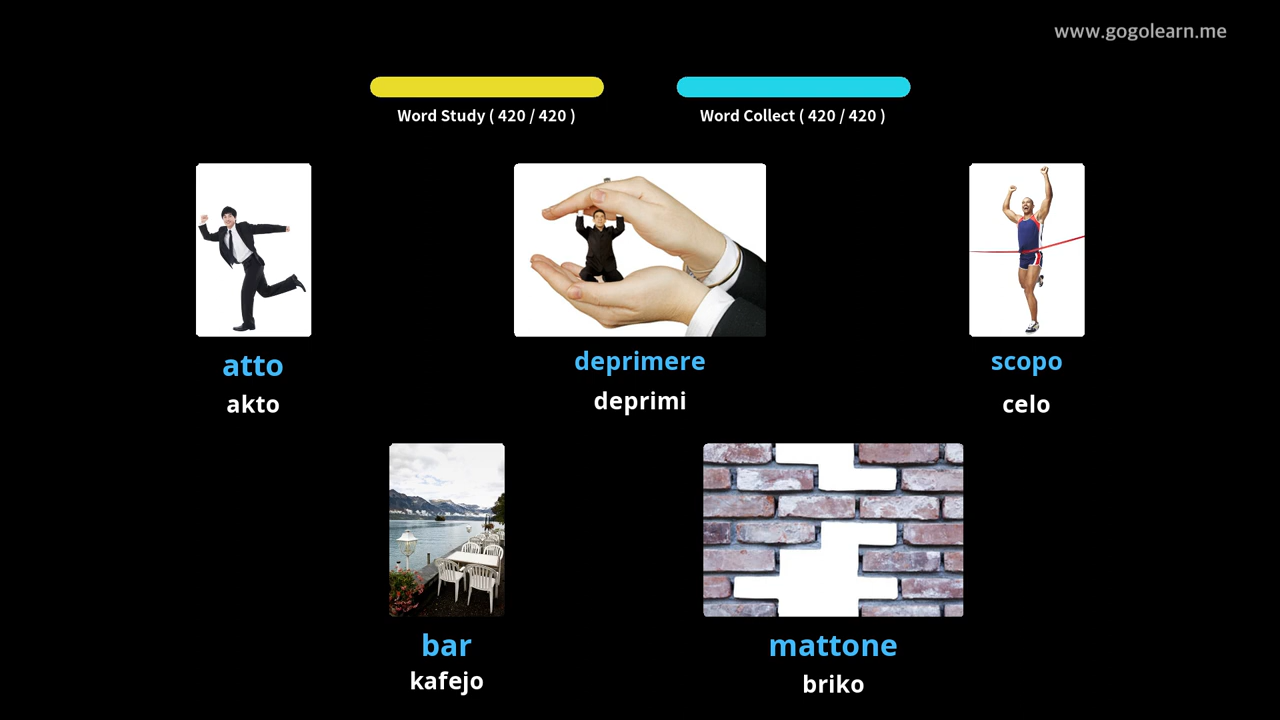 www.gogolearn.me
Word Study ( 420 / 420 )
Word Collect ( 420 / 420 )
atto
akto
deprimere
deprimi
scopo
celo
bar
kafejo
mattone
briko